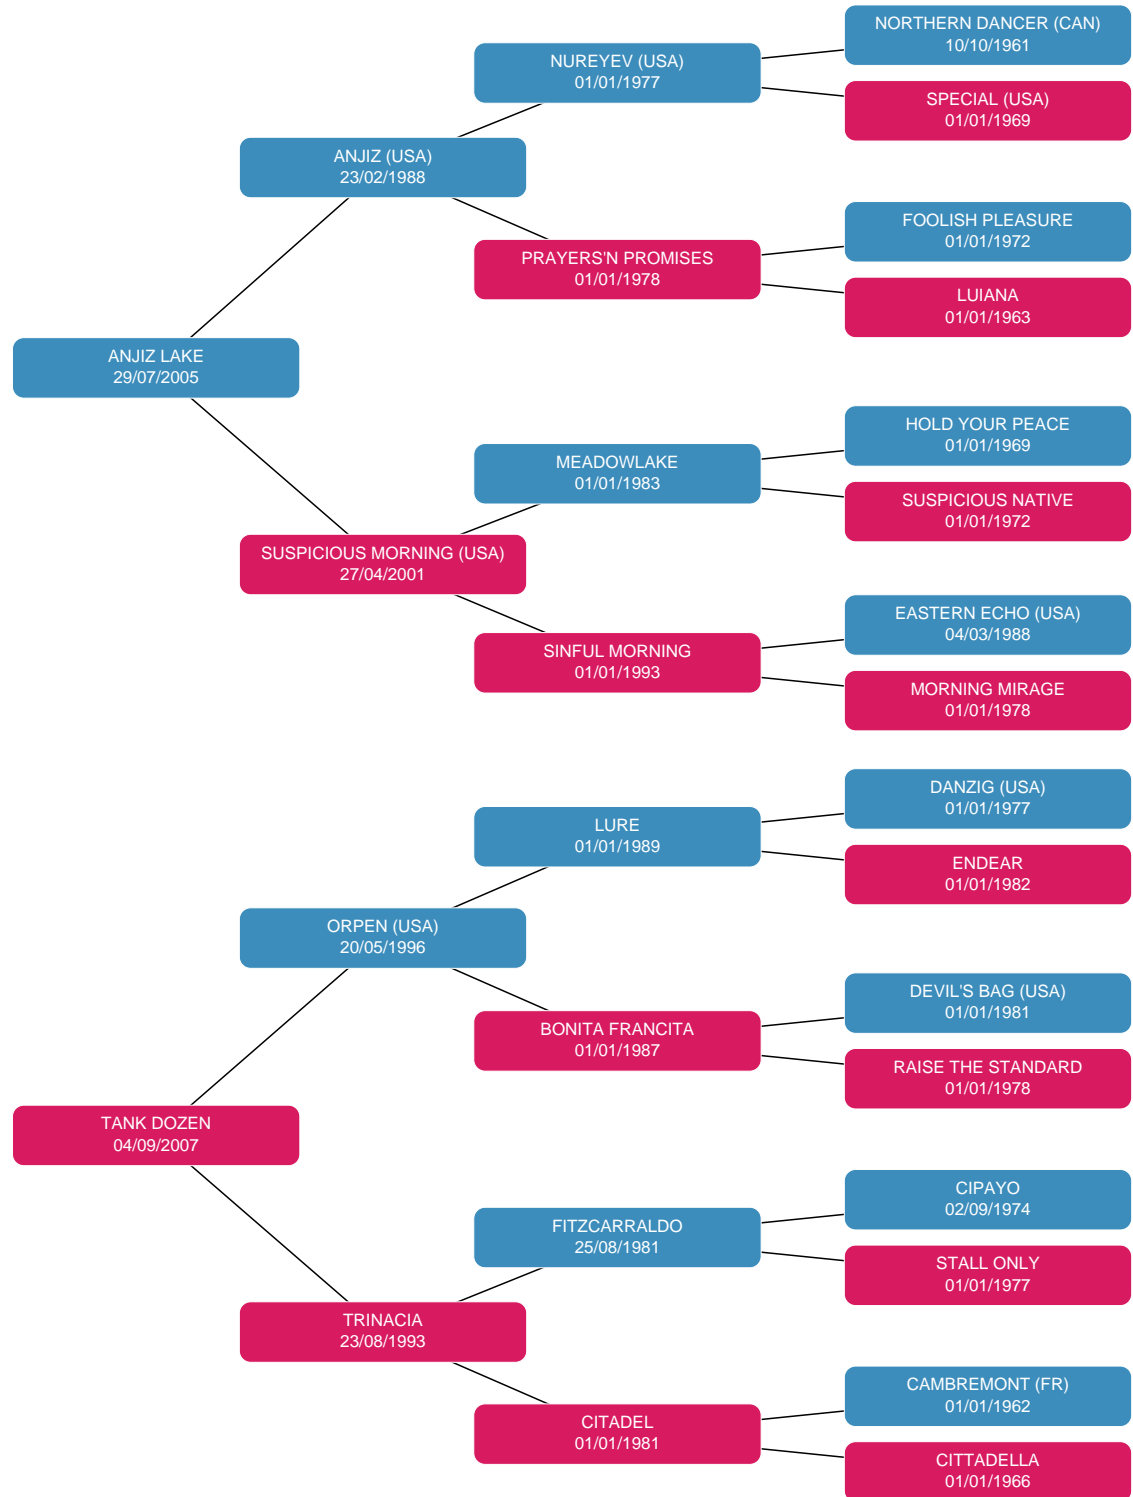 NORTHERN DANCER (CAN)
10/10/1961
NUREYEV (USA)
01/01/1977
SPECIAL (USA)
01/01/1969
ANJIZ (USA)
23/02/1988
FOOLISH PLEASURE
01/01/1972
PRAYERS'N PROMISES
01/01/1978
LUIANA
01/01/1963
ANJIZ LAKE
29/07/2005
HOLD YOUR PEACE
01/01/1969
MEADOWLAKE
01/01/1983
SUSPICIOUS NATIVE
01/01/1972
SUSPICIOUS MORNING (USA)
27/04/2001
EASTERN ECHO (USA)
04/03/1988
SINFUL MORNING
01/01/1993
MORNING MIRAGE
01/01/1978
DANZIG (USA)
01/01/1977
LURE
01/01/1989
ENDEAR
01/01/1982
ORPEN (USA)
20/05/1996
DEVIL'S BAG (USA)
01/01/1981
BONITA FRANCITA
01/01/1987
RAISE THE STANDARD
01/01/1978
TANK DOZEN
04/09/2007
CIPAYO
02/09/1974
FITZCARRALDO
25/08/1981
STALL ONLY
01/01/1977
TRINACIA
23/08/1993
CAMBREMONT (FR)
01/01/1962
CITADEL
01/01/1981
CITTADELLA
01/01/1966